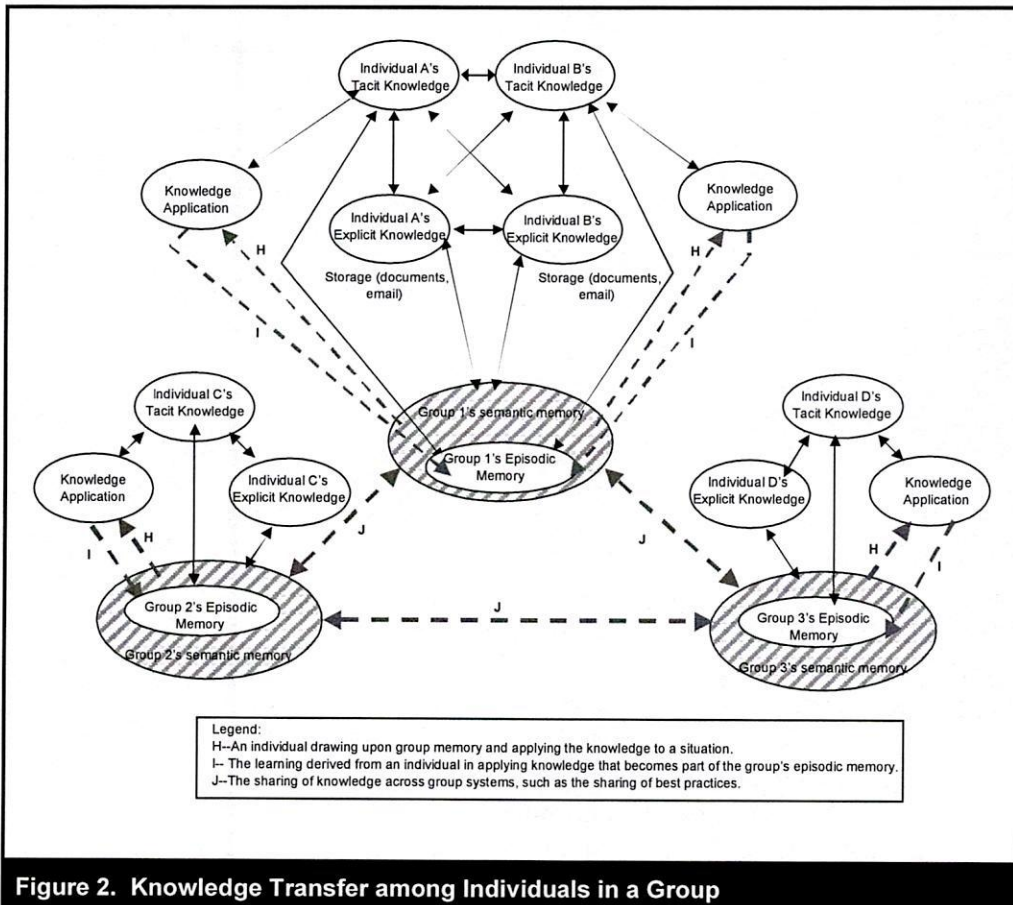 Individual A's
Tacit Knowledge
Individual B's
Tacit Knowledge
Knowledge
Application
Knowledge
Application
Individual A's
Explicit Knowledge
Individual B's
Explicit Knowledge
Storage (documents,
email)
Storage (documents,
email)
H
H
I
I
Group 1's semantic memory
Group 1's Episodic
Memory
Individual C's
Tacit Knowledge
Knowledge
Application
Individual C's
Explicit Knowledge
I
H
Group 2's Episodic
Memory
Group 2's semantic memory
J
J
J
Individual D's
Tacit Knowledge
Individual D's
Explicit Knowledge
Knowledge
Application
H
I
Group 3's Episodic
Memory
Group 3's semantic memory
Legend:
H--An individual drawing upon group memory and applying the knowledge to a situation.
I-- The learning derived from an individual in applying knowledge that becomes part of the group's episodic memory.
J--The sharing of knowledge across group systems, such as the sharing of best practices.
Figure 2. Knowledge Transfer among Individuals in a Group